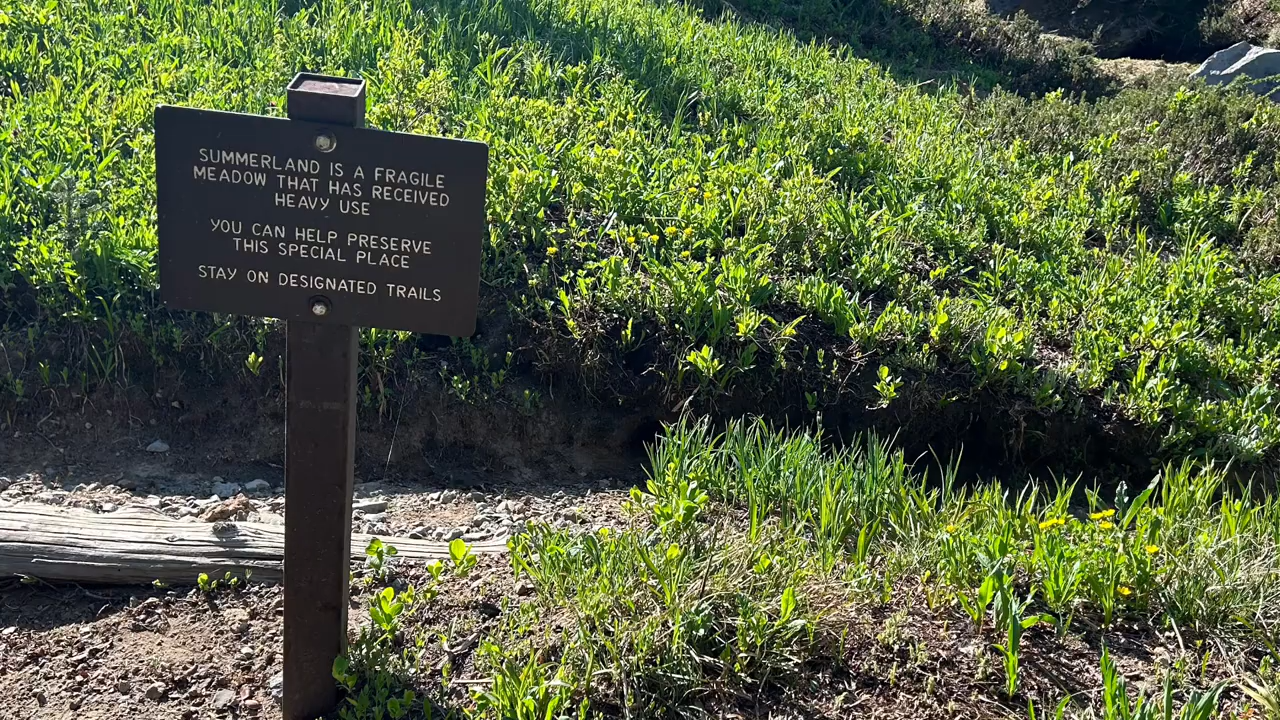 SUMMERLAND IS A FRAGILE
MEADOW THAT HAS RECEIVED
HEAVY USE
YOU CAN HELP PRESERVE
THIS SPECIAL PLACE
STAY ON DESIGNATED TRAILS